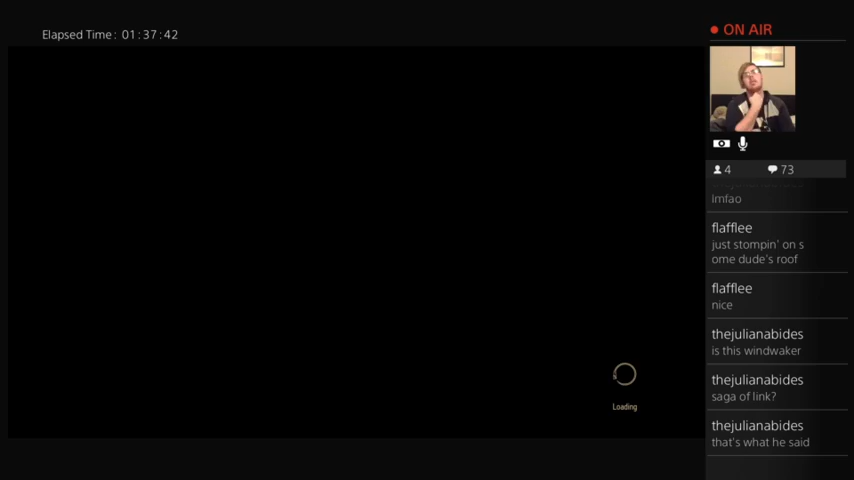 Elapsed Time: 01:37:42
ON AIR
4
73
lmfao
flafflee
just stompin' on s
ome dude's roof
flafflee
nice
thejulianabides
is this windwaker
thejulianabides
saga of link?
thejulianabides
that's what he said
Loading